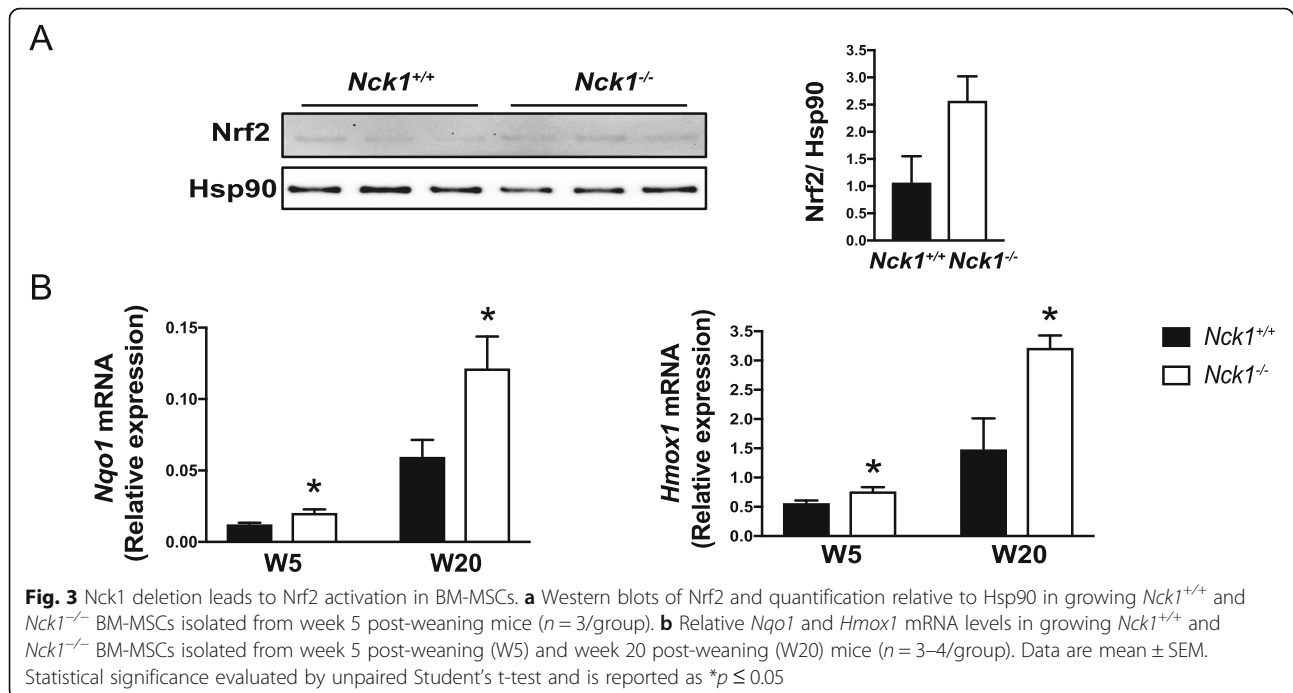 A
Nck1+/+ Nck1-/-
Nrf2
Hsp90
Nrf2/ Hsp90
3.5
3.0
2.5
2.0
1.5
1.0
0.5
0.0
Nck1+/+ Nck1-/-
B
Nqo1 mRNA
(Relative expression)
0.15
0.10
0.05
0.00
*
*
W5 W20
Hmox1 mRNA
(Relative expression)
3.5
3.0
2.5
2.0
1.5
1.0
0.5
0.0
*
*
W5 W20
Nck1+/+
Nck1-/-
Fig. 3 Nck1 deletion leads to Nrf2 activation in BM-MSCs. a Western blots of Nrf2 and quantification relative to Hsp90 in growing Nck1+/+ and
Nck1−/− BM-MSCs isolated from week 5 post-weaning mice (n = 3/group). b Relative Nqo1 and Hmox1 mRNA levels in growing Nck1+/+ and
Nck1−/− BM-MSCs isolated from week 5 post-weaning (W5) and week 20 post-weaning (W20) mice (n = 3–4/group). Data are mean ± SEM.
Statistical significance evaluated by unpaired Student's t-test and is reported as *p ≤ 0.05